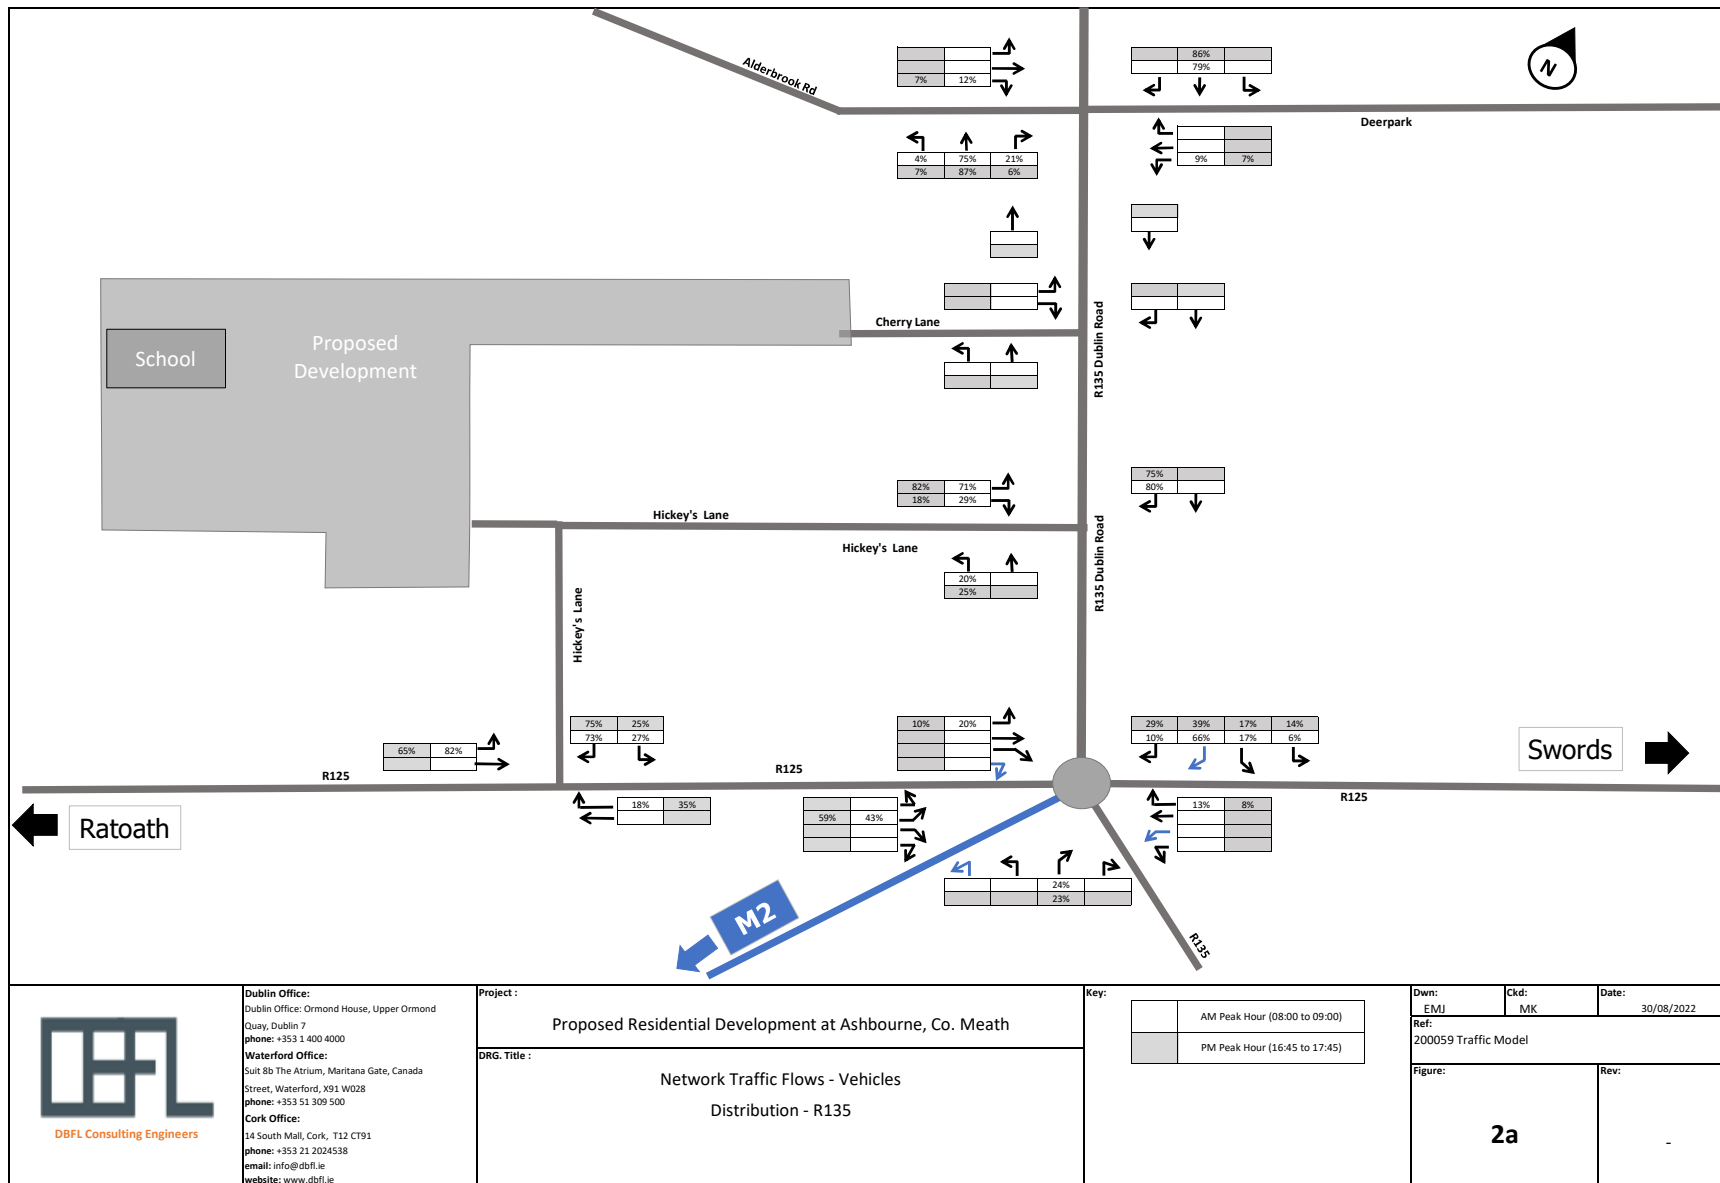 Alderbrook Rd
7% 12%
86%
79%
N
Deerpark
4% 75% 21%
7% 87% 6%
9% 7%
Cherry Lane
R135 Dublin Road
School
Proposed
Development
82% 71%
18% 29%
75%
80%
Hickey's Lane
Hickey's Lane
20%
25%
R135 Dublin Road
Hickey's Lane
75% 25%
73% 27%
65% 82%
R125
10% 20%
R125
29% 39% 17% 14%
10% 66% 17% 6%
Swords
R125
Ratoath
18% 35%
59% 43%
13% 8%
24%
23%
M2
R135
DBFL
DBFL Consulting Engineers
Dublin Office:
Dublin Office: Ormond House, Upper Ormond
Quay, Dublin 7
phone: +353 1 400 4000
Waterford Office:
Suit 8b The Atrium, Maritana Gate, Canada
Street, Waterford, X91 W028
phone: +353 51 309 500
Cork Office:
14 South Mall, Cork, T12 CT91
phone: +353 21 2024538
email: info@dbfl.ie
website: www.dbfl.ie
Project :
Proposed Residential Development at Ashbourne, Co. Meath
DRG. Title :
Network Traffic Flows - Vehicles
Distribution - R135
Key:
AM Peak Hour (08:00 to 09:00)
PM Peak Hour (16:45 to 17:45)
Dwn: Ckd: Date:
EMJ MK 30/08/2022
Ref:
200059 Traffic Model
Figure: Rev:
2a -